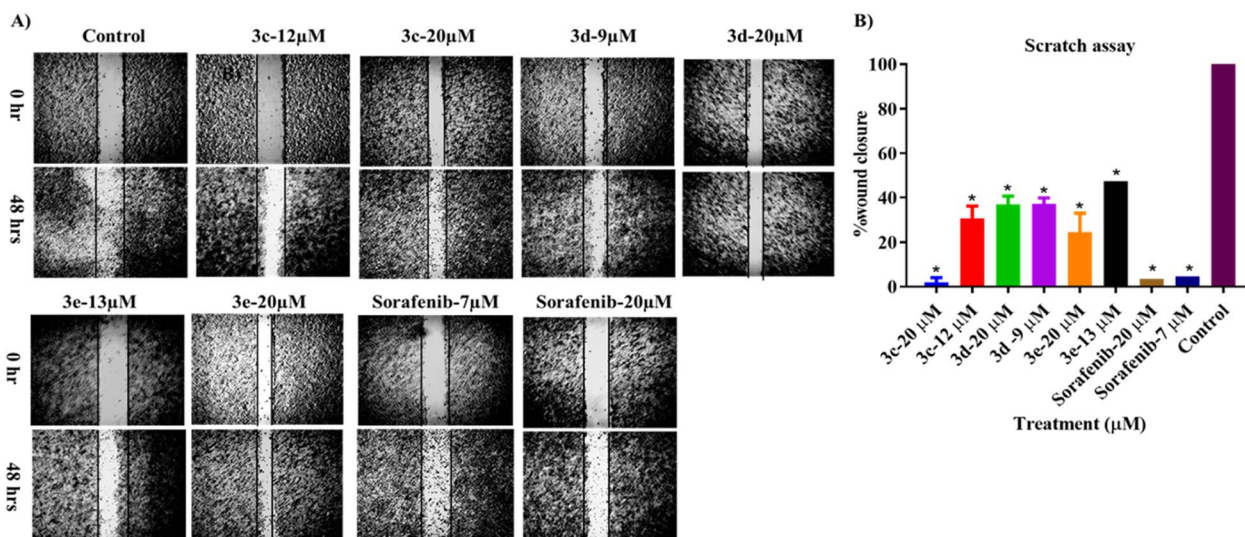 A)
Control 3c-12µM 3c-20µM 3d-9µM 3d-20µM
0 hr
B)
48 hrs
3e-13µM 3e-20µM Sorafenib-7µM Sorafenib-20µM
0 hr
48 hrs
B)
Scratch assay
%wound closure
100
80
60
40
20
0
* * * * * * * *
3c-20 µM
3c-12 µM
3d-20 µM
3d -9 µM
3e-20 µM
3e-13 µM
Sorafenib-20 µM
Sorafenib-7 µM
Control
Treatment (µM)